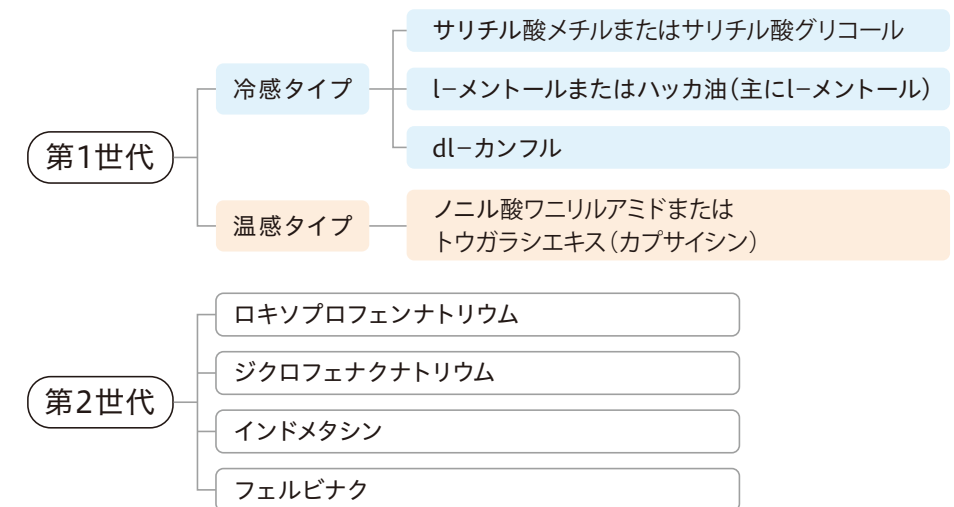 第1世代
冷感タイプ
サリチル酸メチルまたはサリチル酸グリコール
l−メントールまたはハッカ油(主にl−メントール)
dl−カンフル
温感タイプ
ノニル酸ワニリルアミドまたは
トウガラシエキス(カプサイシン)
第2世代
ロキソプロフェンナトリウム
ジクロフェナクナトリウム
インドメタシン
フェルビナク